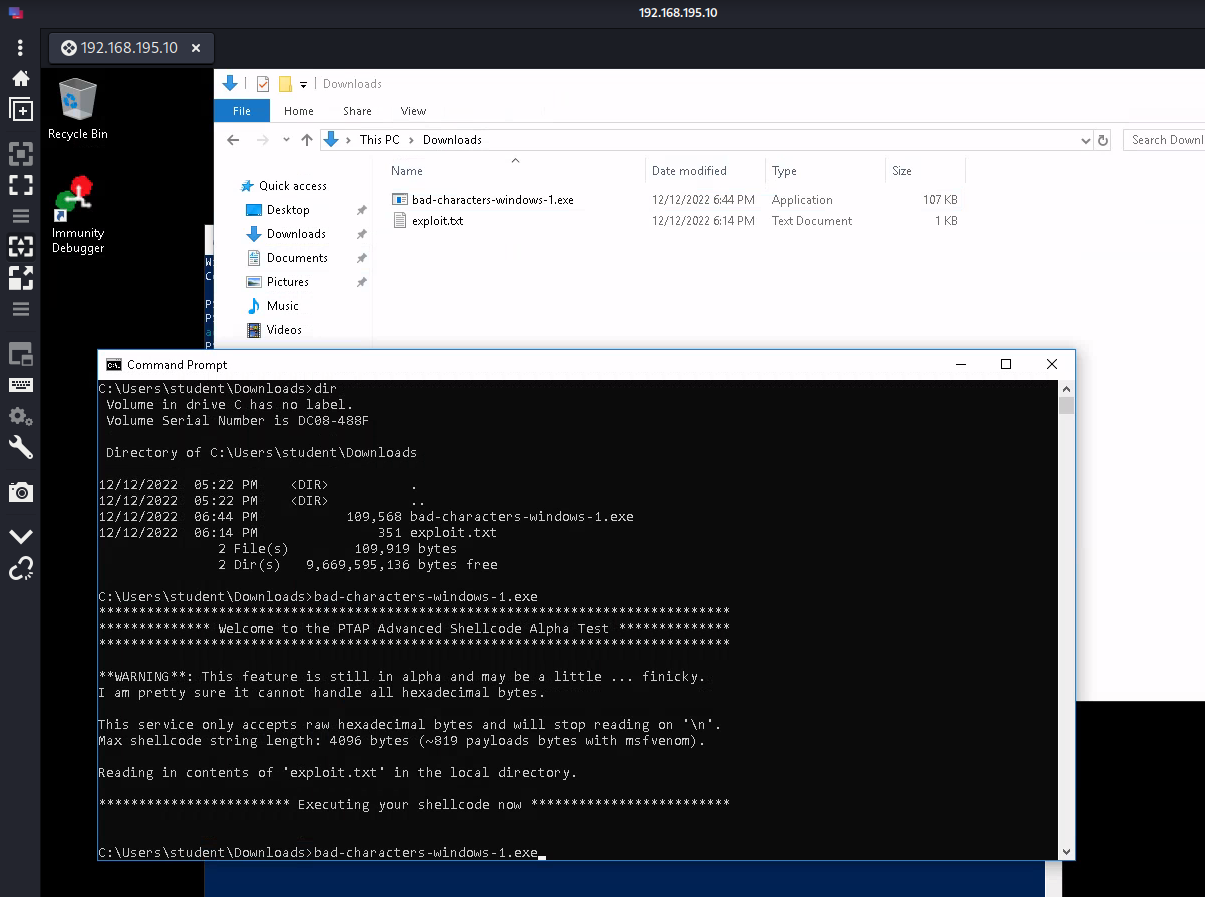 192.168.195.10
192.168.195.10
Recycle Bin
Immunity
Debugger
Downloads
File Home Share View
This PC Downloads
Search Downl
Name Date modified Type Size
Quick access
Desktop
Downloads
Documents
Pictures
Music
Videos
bad-characters-windows-1.exe 12/12/2022 6:44 PM Application 107 KB
exploit.txt 12/12/2022 6:14 PM Text Document 1 KB
Command Prompt
C:\Users\student\Downloads>dir
 Volume in drive C has no label.
 Volume Serial Number is DC08-488F
 Directory of C:\Users\student\Downloads
12/12/2022  05:22 PM    <DIR>          .
12/12/2022  05:22 PM    <DIR>          ..
12/12/2022  06:44 PM           109,568 bad-characters-windows-1.exe
12/12/2022  06:14 PM               351 exploit.txt
               2 File(s)        109,919 bytes
               2 Dir(s)   9,669,595,136 bytes free
C:\Users\student\Downloads>bad-characters-windows-1.exe
*******************************************************************************
************** Welcome to the PTAP Advanced Shellcode Alpha Test **************
*******************************************************************************
**WARNING**: This feature is still in alpha and may be a little ... finicky.
I am pretty sure it cannot handle all hexadecimal bytes.
This service only accepts raw hexadecimal bytes and will stop reading on '\n'.
Max shellcode string length: 4096 bytes (~819 payloads bytes with msfvenom).
Reading in contents of 'exploit.txt' in the local directory.
************************ Executing your shellcode now *************************
C:\Users\student\Downloads>bad-characters-windows-1.exe